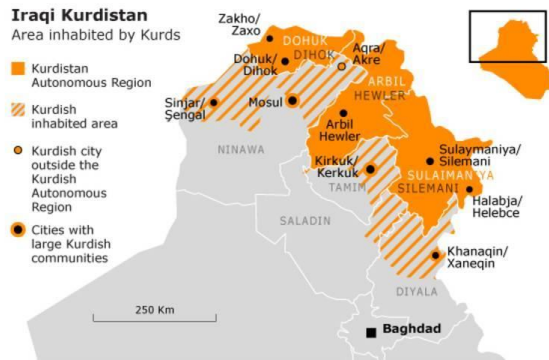 Iraqi Kurdistan
Area inhabited by Kurds
Kurdistan
Autonomous Region
Kurdish
inhabited area
Kurdish city
outside the
Kurdish
Autonomous
Region
Cities with
large Kurdish
communities
250 Km
Zakho/
Zaxo
DOHUK
DIHOK
Dohuk/
Dihok
Aqra/
Akre
ARBIL
HEWLER
Sinjar/
Şengal
Mosul
Arbil
Hewler
NINAWA
Kirkuk/
Kerkuk
TAMIM
Sulaymaniya/
Silemani
SULAIMANIYA
SILEMANI
Halabja/
Helebce
SALADIN
Khanaqin/
Xaneqin
DIYALA
Baghdad